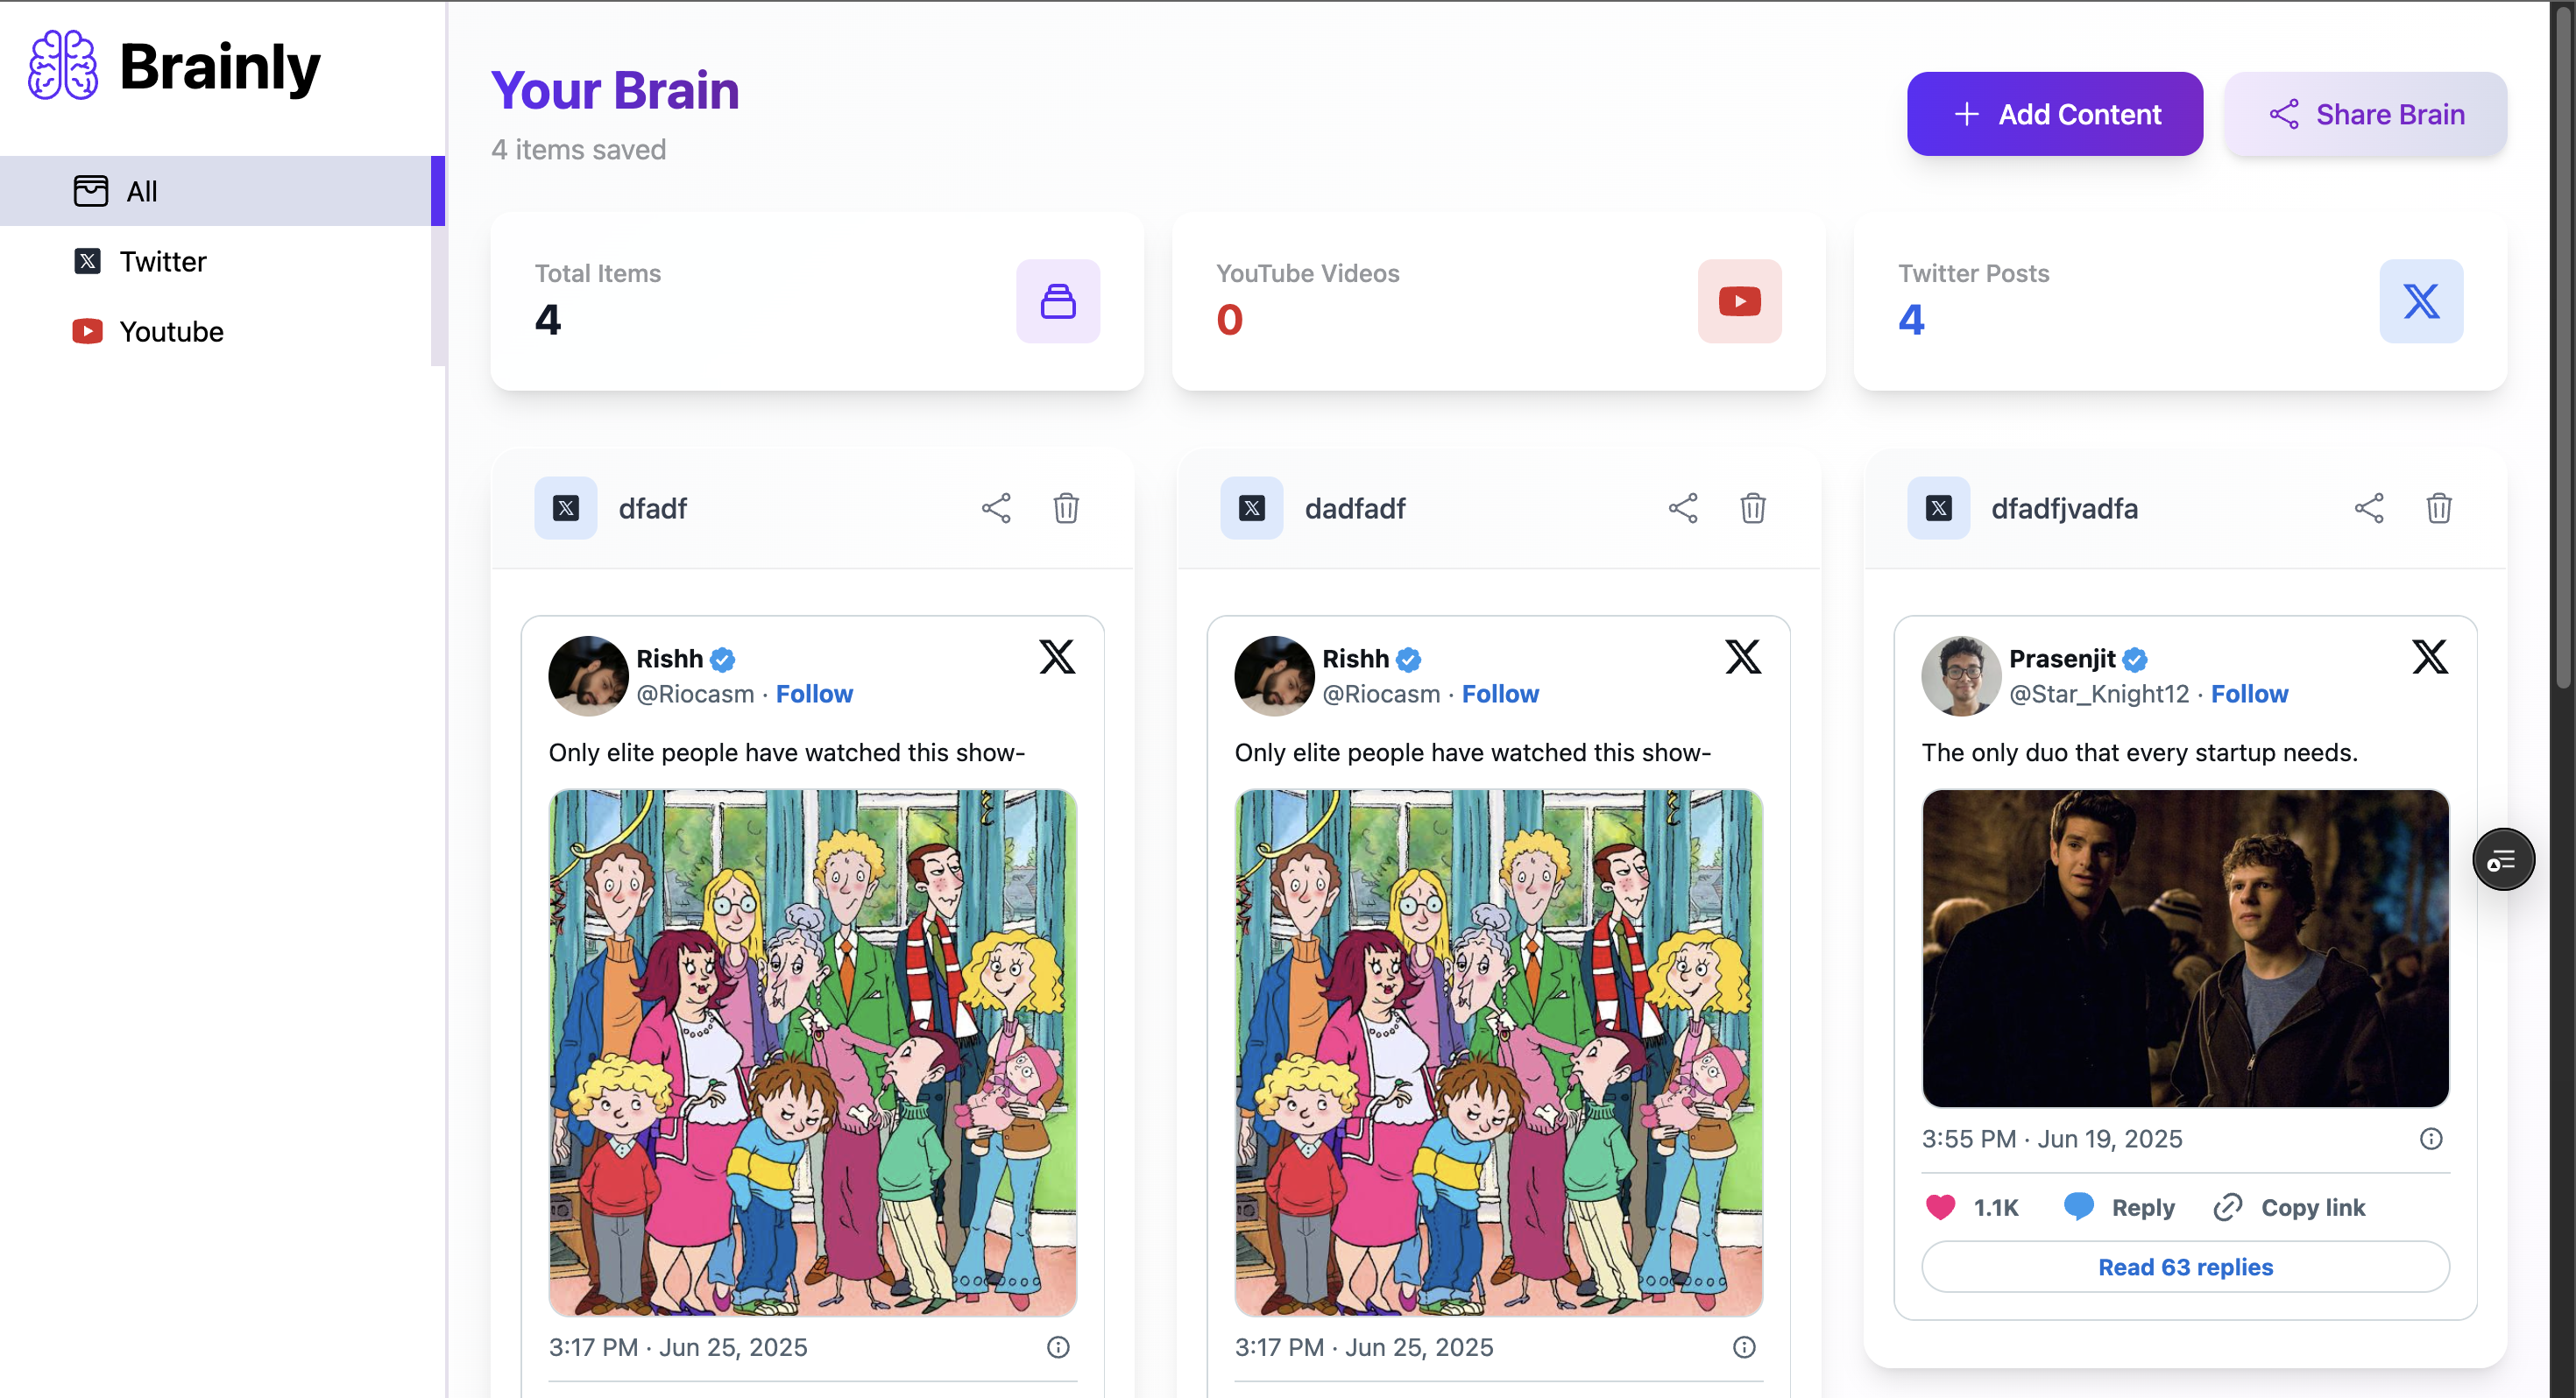 Brainly
All
Twitter
Youtube
Your Brain
4 items saved
Add Content
Share Brain
Total Items
4
YouTube Videos
0
Twitter Posts
4
dfadf
Rishh
@Riocasm · Follow
Only elite people have watched this show-
3:17 PM · Jun 25, 2025
dadfadf
Rishh
@Riocasm · Follow
Only elite people have watched this show-
3:17 PM · Jun 25, 2025
dfadfjvadfa
Prasenjit
@Star_Knight12 · Follow
The only duo that every startup needs.
3:55 PM · Jun 19, 2025
1.1K Reply Copy link
Read 63 replies